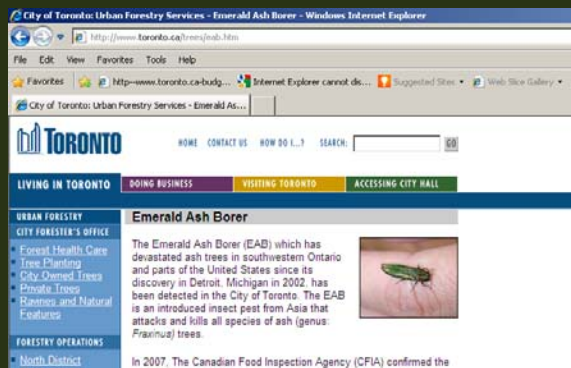 City of Toronto: Urban Forestry Services - Emerald Ash Borer - Windows Internet Explorer
http://www.toronto.ca/trees/eab.htm
File Edit View Favorites Tools Help
Favorites http--www.toronto.ca-budg... Internet Explorer cannot dis... Suggested Sites Web Slice Gallery
City of Toronto: Urban Forestry Services - Emerald As...
TORONTO
HOME CONTACT US HOW DO I...? SEARCH: GO
LIVING IN TORONTO DOING BUSINESS VISITING TORONTO ACCESSING CITY HALL
URBAN FORESTRY
CITY FORESTER'S OFFICE
Forest Health Care
Tree Planting
City Owned Trees
Private Trees
Ravines and Natural
Features
FORESTRY OPERATIONS
North District
Emerald Ash Borer
The Emerald Ash Borer (EAB) which has
devastated ash trees in southwestern Ontario
and parts of the United States since its
discovery in Detroit, Michigan in 2002, has
been detected in the City of Toronto. The EAB
is an introduced insect pest from Asia that
attacks and kills all species of ash (genus:
Fraxinus) trees.
In 2007, The Canadian Food Inspection Agency (CFIA) confirmed the